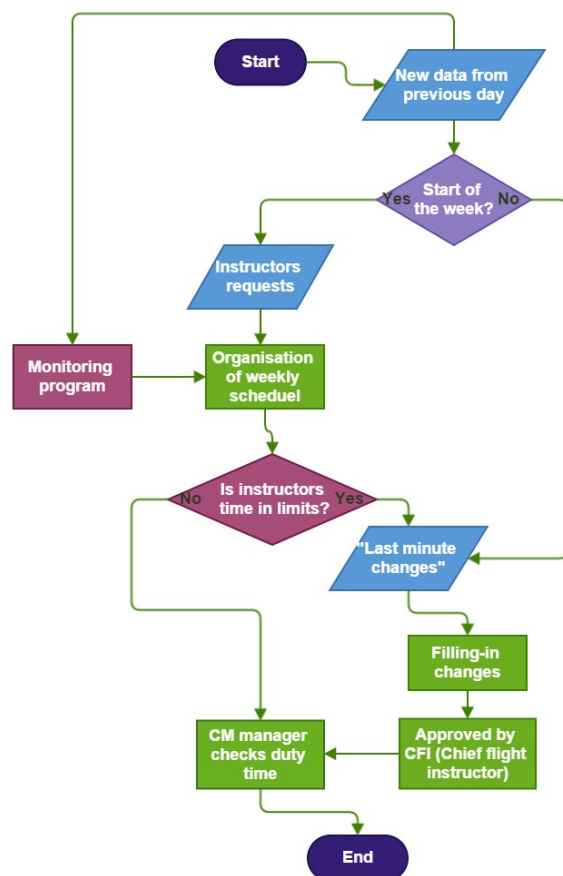 Start
New data from
previous day
Start of
the week?
Yes
No
Instructors
requests
Monitoring
program
Organisation
of weekly
scheduel
Is instructors
time in limits?
No
Yes
"Last minute
changes"
Filling-in
changes
CM manager
checks duty
time
Approved by
CFI (Chief flight
instructor)
End